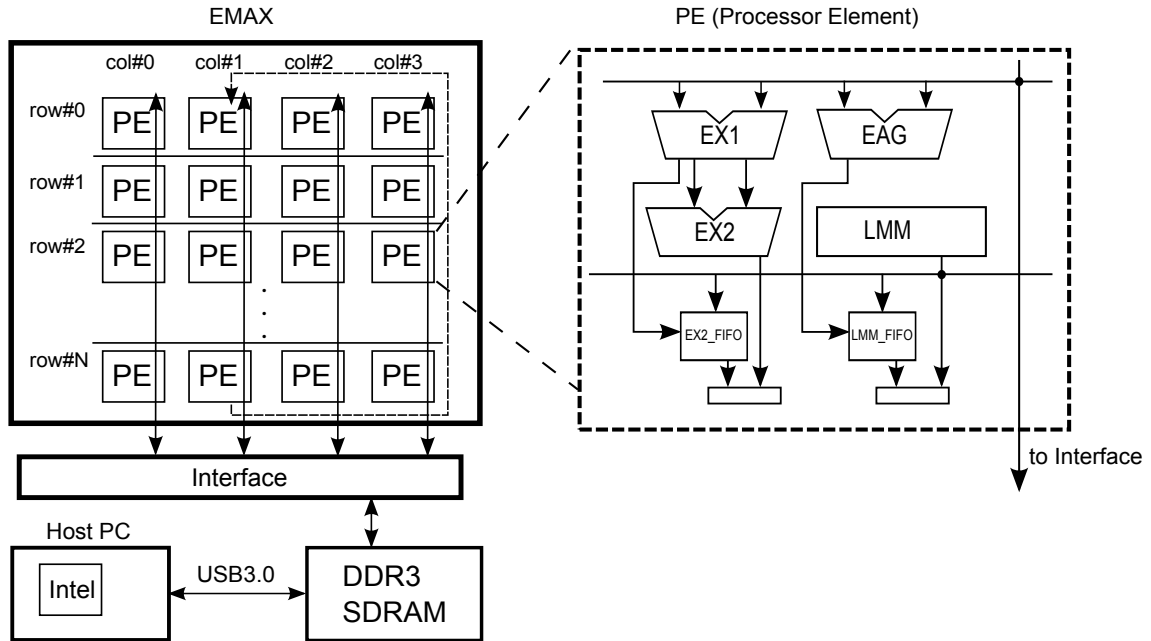 EMAX
col#0 col#1 col#2 col#3
row#0 PE PE PE PE
row#1 PE PE PE PE
row#2 PE PE PE PE
row#N PE PE PE PE
Interface
Host PC
Intel
USB3.0
DDR3
SDRAM
PE (Processor Element)
EX1 EAG
EX2 LMM
EX2_FIFO LMM_FIFO
to Interface